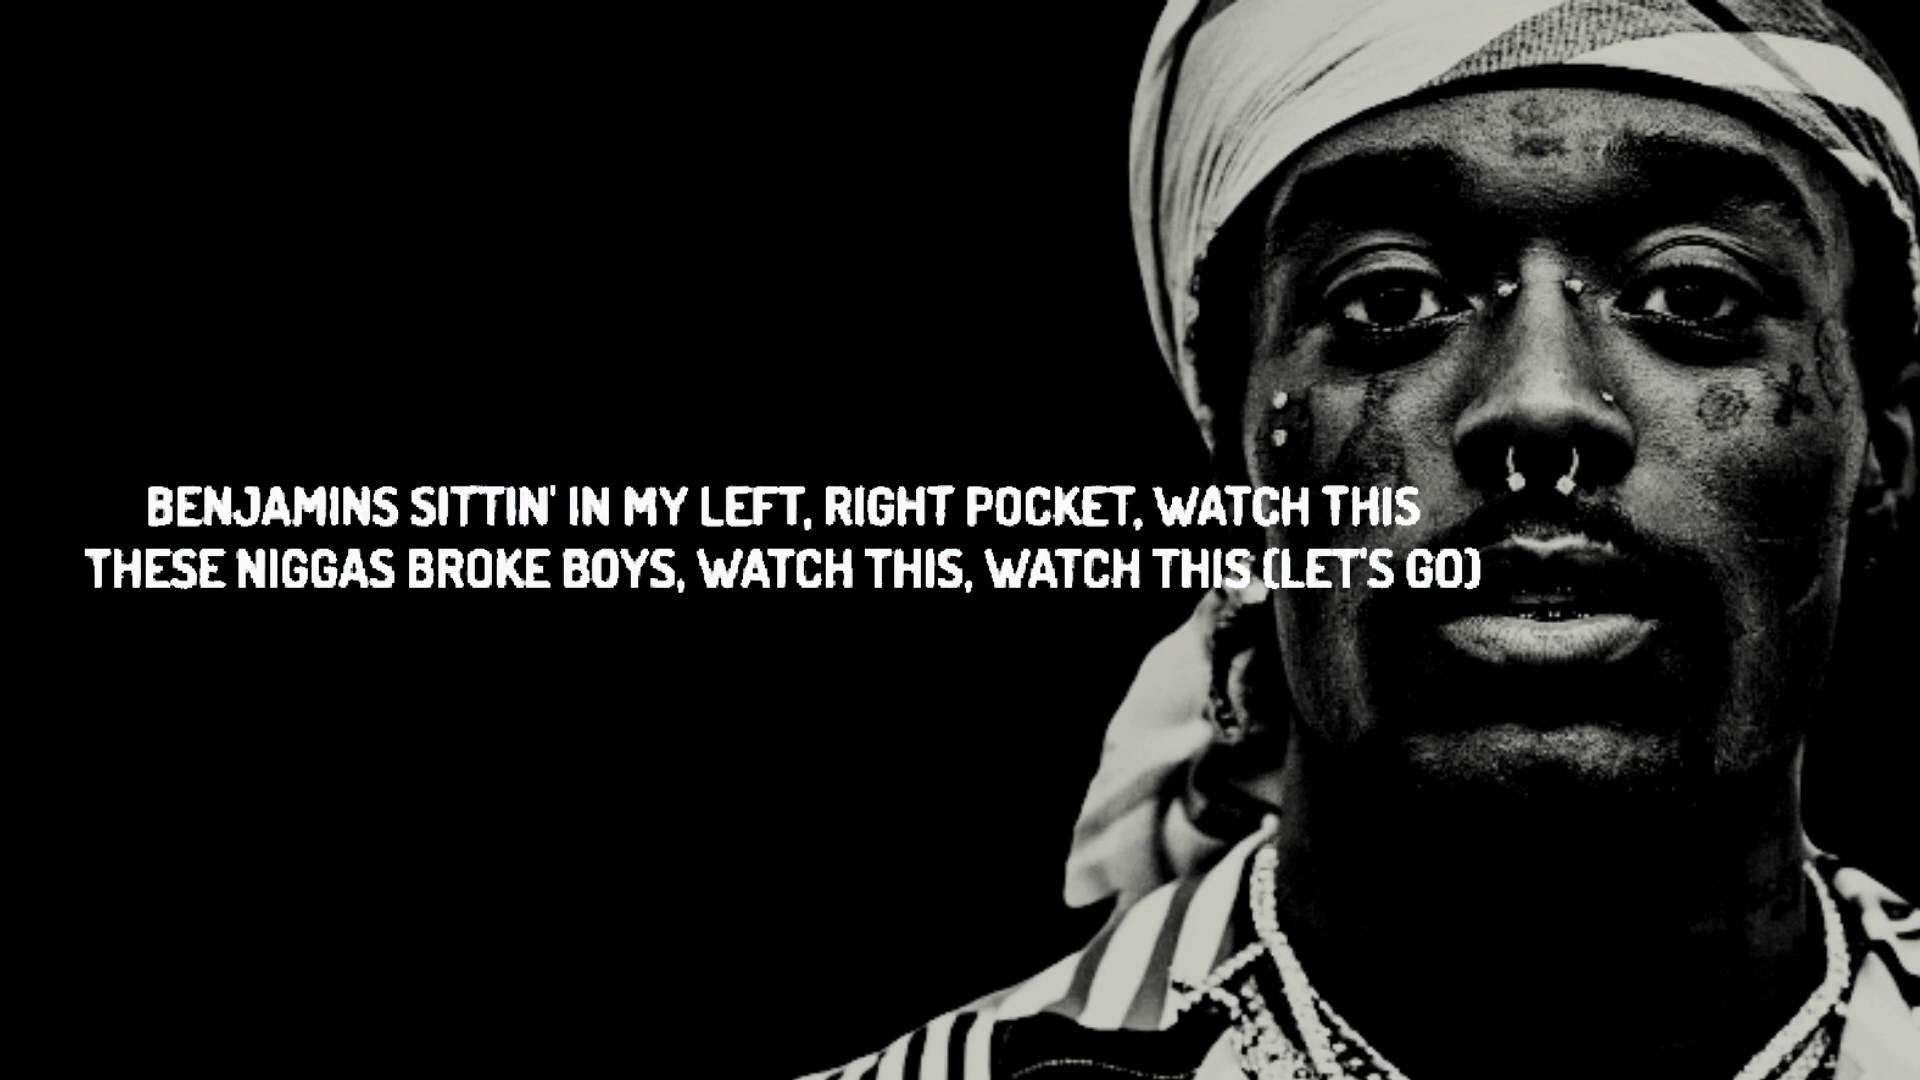 BENJAMINS SITTIN' IN MY LEFT, RIGHT POCKET, WATCH THIS
THESE NIGGAS BROKE BOYS, WATCH THIS, WATCH THIS (LET'S GO)